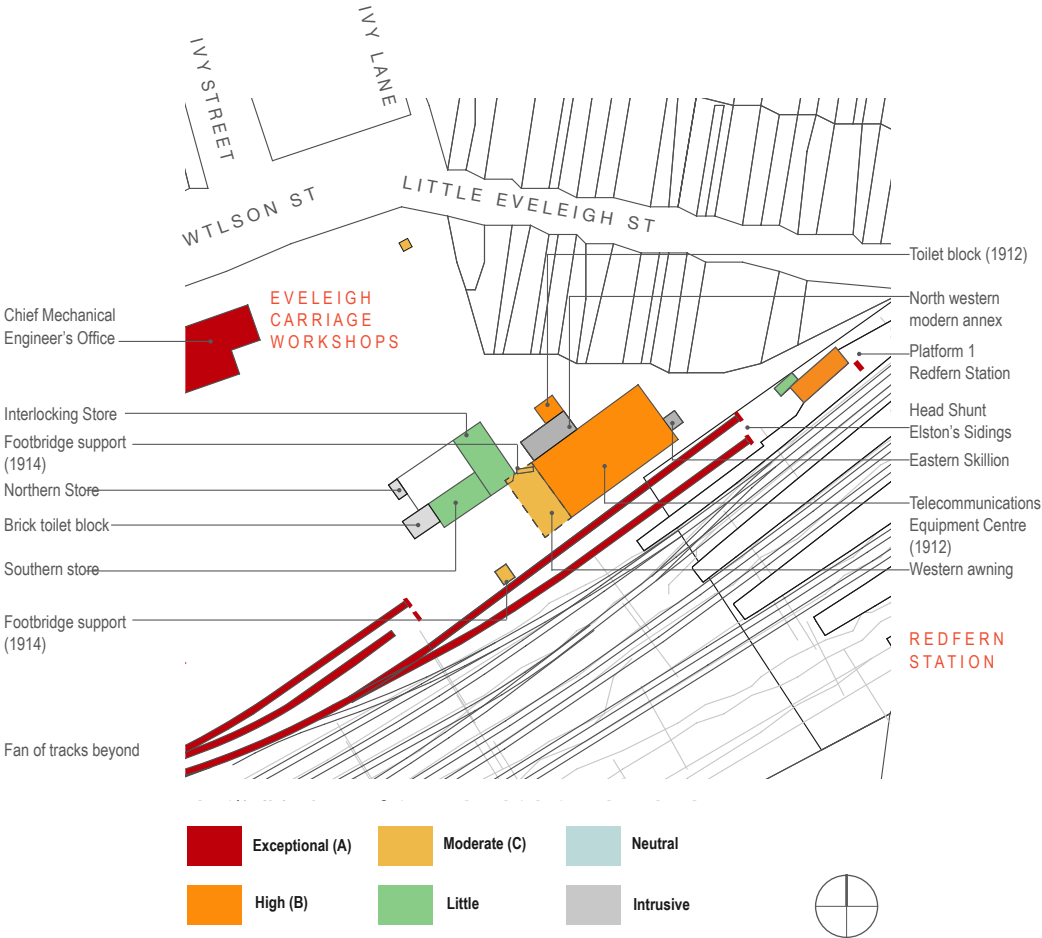 IVY STREET
IVY LANE
WTLSON ST
LITTLE EVELEIGH ST
EVELEIGH
CARRIAGE
WORKSHOPS
Chief Mechanical
Engineer's Office
Interlocking Store
Footbridge support
(1914)
Northern Store
Brick toilet block
Southern store
Footbridge support
(1914)
Fan of tracks beyond
Toilet block (1912)
North western
modern annex
Platform 1
Redfern Station
Head Shunt
Elston's Sidings
Eastern Skillion
Telecommunications
Equipment Centre
(1912)
Western awning
REDFERN
STATION
Exceptional (A)
Moderate (C)
Neutral
High (B)
Little
Intrusive